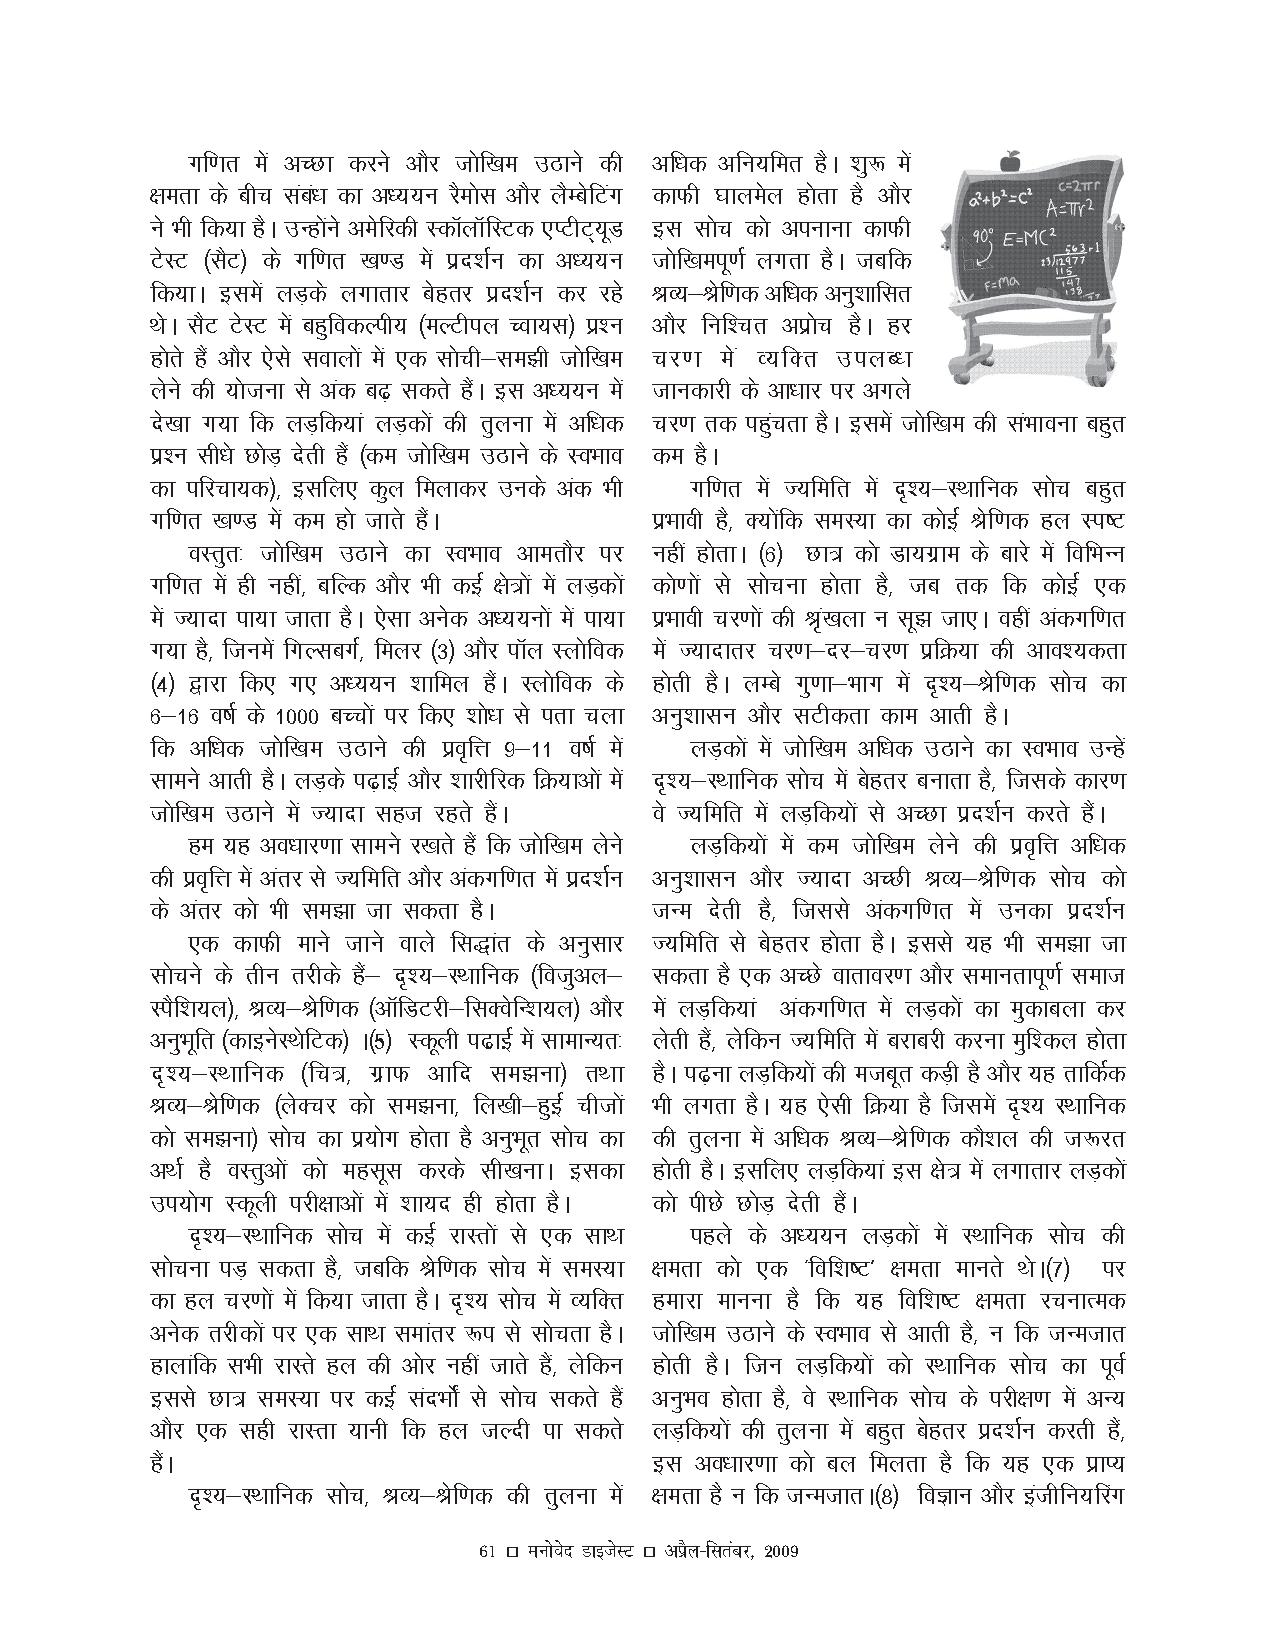 गणित में अच्छा करने और जोखिम उठाने की
क्षमता के बीच संबंध का अध्ययन रैमोस और लैम्बेटिंग
ने भी किया है। उन्होंने अमेरिकी स्कॉलॉस्टिक एप्टीट्यूड
टेस्ट (सैट) के गणित खण्ड में प्रदर्शन का अध्ययन
किया। इसमें लड़के लगातार बेहतर प्रदर्शन कर रहे
थे। सैट टेस्ट में बहुविकल्पीय (मल्टीपल च्वायस) प्रश्न
होते हैं और ऐसे सवालों में एक सोची–समझी जोखिम
लेने की योजना से अंक बढ़ सकते हैं। इस अध्ययन में
देखा गया कि लड़कियां लड़कों की तुलना में अधिक
प्रश्न सीधे छोड़ देती हैं (कम जोखिम उठाने के स्वभाव
का परिचायक), इसलिए कुल मिलाकर उनके अंक भी
गणित खण्ड में कम हो जाते हैं।
वस्तुतः जोखिम उठाने का स्वभाव आमतौर पर
गणित में ही नहीं, बल्कि और भी कई क्षेत्रों में लड़कों
में ज्यादा पाया जाता है। ऐसा अनेक अध्ययनों में पाया
गया है, जिनमें गिल्सबर्ग, मिलर (3) और पॉल स्लोविक
(4) द्वारा किए गए अध्ययन शामिल हैं। स्लोविक के
6–16 वर्ष के 1000 बच्चों पर किए शोध से पता चला
कि अधिक जोखिम उठाने की प्रवृत्ति 9–11 वर्ष में
सामने आती है। लड़के पढ़ाई और शारीरिक क्रियाओं में
जोखिम उठाने में ज्यादा सहज रहते हैं।
हम यह अवधारणा सामने रखते हैं कि जोखिम लेने
की प्रवृत्ति में अंतर से ज्यमिति और अंकगणित में प्रदर्शन
के अंतर को भी समझा जा सकता है।
एक काफी माने जाने वाले सिद्धांत के अनुसार
सोचने के तीन तरीके हैं– दृश्य–स्थानिक (विजुअल–
स्पैशियल), श्रव्य–श्रेणिक (ऑडिटरी–सिक्वेन्शियल) और
अनुभूति (काइनेस्थेटिक) ।(5) स्कूली पढाई में सामान्यतः
दृश्य–स्थानिक (चित्र, ग्राफ आदि समझना) तथा
श्रव्य–श्रेणिक (लेक्चर को समझना, लिखी–हुई चीजों
को समझना) सोच का प्रयोग होता है अनुभूत सोच का
अर्थ है वस्तुओं को महसूस करके सीखना। इसका
उपयोग स्कूली परीक्षाओं में शायद ही होता है।
दृश्य–स्थानिक सोच में कई रास्तों से एक साथ
सोचना पड़ सकता है, जबकि श्रेणिक सोच में समस्या
का हल चरणों में किया जाता है। दृश्य सोच में व्यक्ति
अनेक तरीकों पर एक साथ समांतर रूप से सोचता है।
हालांकि सभी रास्ते हल की ओर नहीं जाते हैं, लेकिन
इससे छात्र समस्या पर कई संदर्भों से सोच सकते हैं
और एक सही रास्ता यानी कि हल जल्दी पा सकते
हैं।
दृश्य–स्थानिक सोच, श्रव्य–श्रेणिक की तुलना में
अधिक अनियमित है। शुरू में
काफी घालमेल होता है और
इस सोच को अपनाना काफी
जोखिमपूर्ण लगता है। जबकि
श्रव्य–श्रेणिक अधिक अनुशासित
और निश्चित अप्रोच है। हर
चरण में व्यक्ति उपलब्धा
जानकारी के आधार पर अगले
चरण तक पहुंचता है। इसमें जोखिम की संभावना बहुत
कम है।
गणित में ज्यमिति में दृश्य–स्थानिक सोच बहुत
प्रभावी है, क्योंकि समस्या का कोई श्रेणिक हल स्पष्ट
नहीं होता। (6) छात्र को डायग्राम के बारे में विभिन्न
कोणों से सोचना होता है, जब तक कि कोई एक
प्रभावी चरणों की श्रृंखला न सूझ जाए। वहीं अंकगणित
में ज्यादातर चरण–दर–चरण प्रक्रिया की आवश्यकता
होती है। लम्बे गुणा–भाग में दृश्य–श्रेणिक सोच का
अनुशासन और सटीकता काम आती है।
लड़कों में जोखिम अधिक उठाने का स्वभाव उन्हें
दृश्य–स्थानिक सोच में बेहतर बनाता है, जिसके कारण
वे ज्यमिति में लड़कियों से अच्छा प्रदर्शन करते हैं।
लड़कियों में कम जोखिम लेने की प्रवृत्ति अधिक
अनुशासन और ज्यादा अच्छी श्रव्य–श्रेणिक सोच को
जन्म देती है, जिससे अंकगणित में उनका प्रदर्शन
ज्यमिति से बेहतर होता है। इससे यह भी समझा जा
सकता है एक अच्छे वातावरण और समानतापूर्ण समाज
में लड़कियां अंकगणित में लड़कों का मुकाबला कर
लेती हैं, लेकिन ज्यमिति में बराबरी करना मुश्किल होता
है। पढ़ना लड़कियों की मजबूत कड़ी है और यह तार्किक
भी लगता है। यह ऐसी क्रिया है जिसमें दृश्य स्थानिक
की तुलना में अधिक श्रव्य–श्रेणिक कौशल की जरूरत
होती है। इसलिए लड़कियां इस क्षेत्र में लगातार लड़कों
को पीछे छोड़ देती हैं।
पहले के अध्ययन लड़कों में स्थानिक सोच की
क्षमता को एक 'विशिष्ट' क्षमता मानते थे।(7) पर
हमारा मानना है कि यह विशिष्ट क्षमता रचनात्मक
जोखिम उठाने के स्वभाव से आती है, न कि जन्मजात
होती है। जिन लड़कियों को स्थानिक सोच का पूर्व
अनुभव होता है, वे स्थानिक सोच के परीक्षण में अन्य
लड़कियों की तुलना में बहुत बेहतर प्रदर्शन करती हैं,
इस अवधारणा को बल मिलता है कि यह एक प्राप्य
क्षमता है न कि जन्मजात।(8) विज्ञान और इंजीनियरिंग
c=2πr
a²+b²=c²
A=πr²
90°
E=MC²
563r1
23/12977
115
147
138
F=ma
61 □ मनोवेद डाइजेस्ट □ अप्रैल-सितंबर, 2009